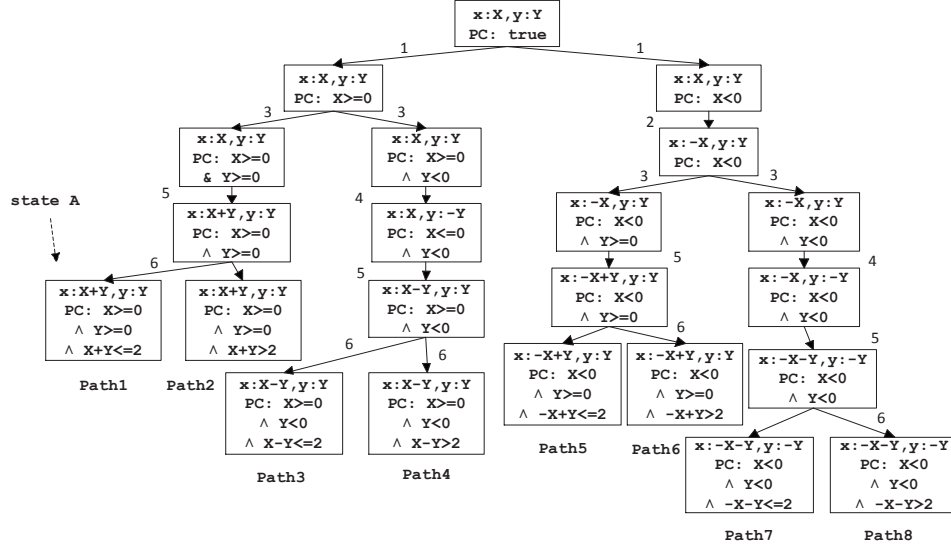 x:X,y:Y
PC: true
1
1
x:X,y:Y
PC: X>=0
x:X,y:Y
PC: X<0
3
3
2
x:X,y:Y
PC: X>=0
& Y>=0
x:X,y:Y
PC: X>=0
^ Y<0
x:-X,y:Y
PC: X<0
5
4
3
3
state A
x:X+Y,y:Y
PC: X>=0
^ Y>=0
x:X,y:-Y
PC: X<=0
^ Y<0
x:-X,y:Y
PC: X<0
^ Y>=0
x:-X,y:Y
PC: X<0
^ Y<0
6
5
5
4
x:X+Y,y:Y
PC: X>=0
^ Y>=0
^ X+Y<=2
x:X+Y,y:Y
PC: X>=0
^ Y>=0
^ X+Y>2
x:X-Y,y:Y
PC: X>=0
^ Y<0
x:-X+Y,y:Y
PC: X<0
^ Y>=0
x:-X,y:-Y
PC: X<0
^ Y<0
6
6
6
5
Path1
Path2
x:X-Y,y:Y
PC: X>=0
^ Y<0
^ X-Y<=2
x:X-Y,y:Y
PC: X>=0
^ Y<0
^ X-Y>2
x:-X+Y,y:Y
PC: X<0
^ Y>=0
^ -X+Y<=2
x:-X+Y,y:Y
PC: X<0
^ Y>=0
^ -X+Y>2
x:-X-Y,y:-Y
PC: X<0
^ Y<0
6
Path3
Path4
Path5
Path6
x:-X-Y,y:-Y
PC: X<0
^ Y<0
^ -X-Y<=2
x:-X-Y,y:-Y
PC: X<0
^ Y<0
^ -X-Y>2
Path7
Path8